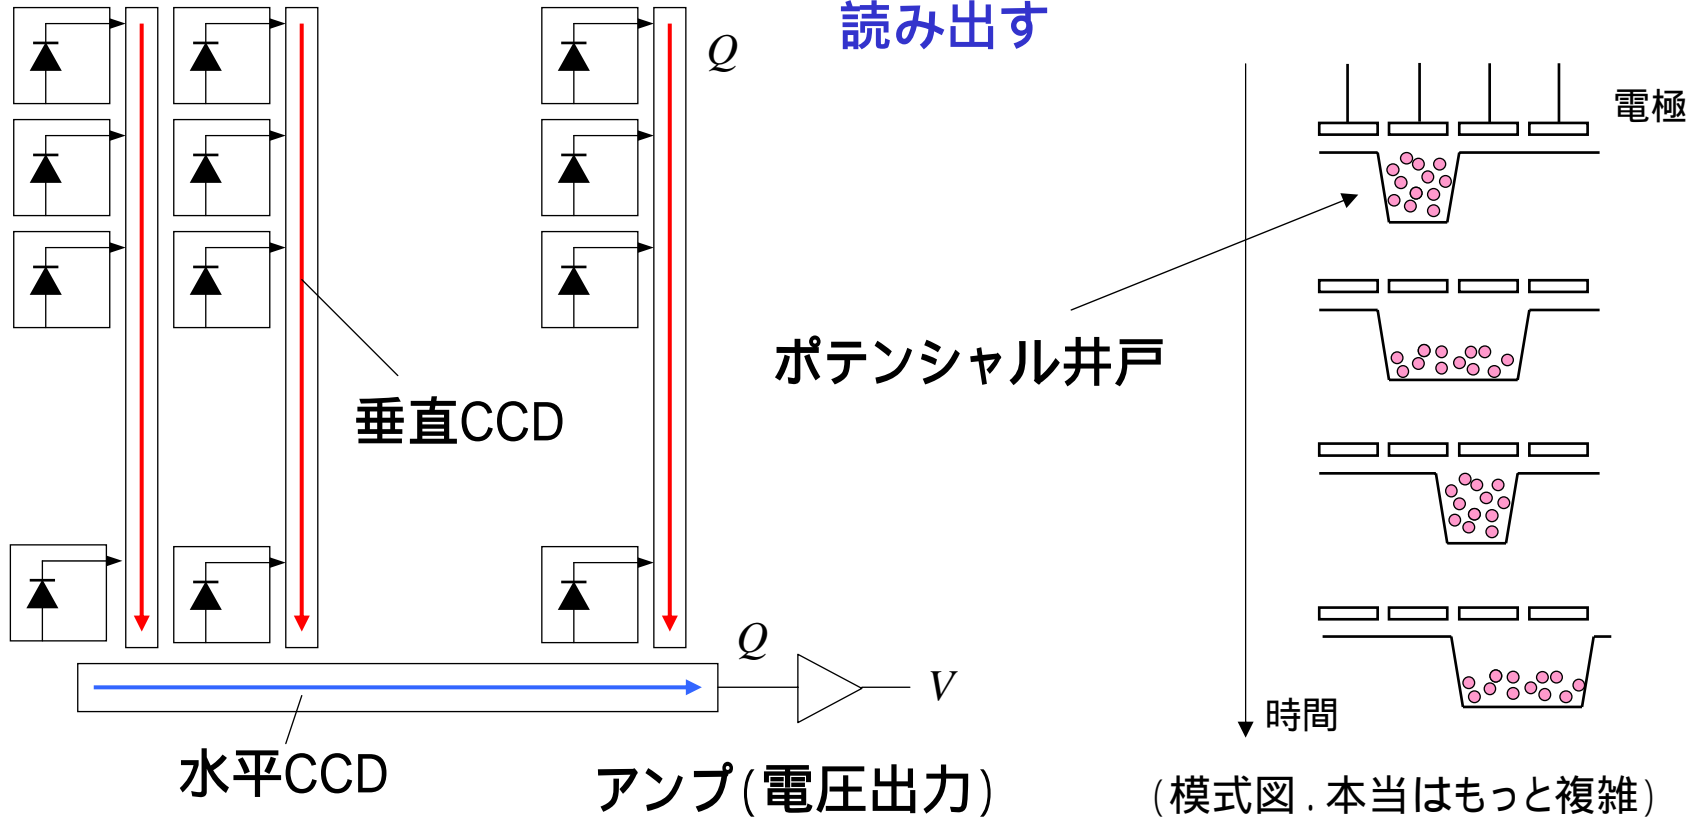 読み出す
Q
電極
ポテンシャル井戸
垂直CCD
Q
V
時間
水平CCD
アンプ(電圧出力)
(模式図.本当はもっと複雑)